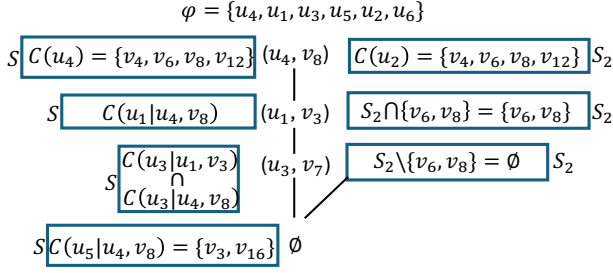 φ = {u₄, u₁, u₃, u₅, u₂, u₆}
S C(u₄) = {v₄, v₆, v₈, v₁₂} (u₄, v₈) C(u₂) = {v₄, v₆, v₈, v₁₂} S₂
S C(u₁|u₄, v₈) (u₁, v₃) S₂⋂{v₆, v₈} = {v₆, v₈} S₂
C(u₃|u₁, v₃)
S ∩ (u₃, v₇) S₂\{v₆, v₈} = ∅ S₂
C(u₃|u₄, v₈)
S C(u₅|u₄, v₈) = {v₃, v₁₆} ∅